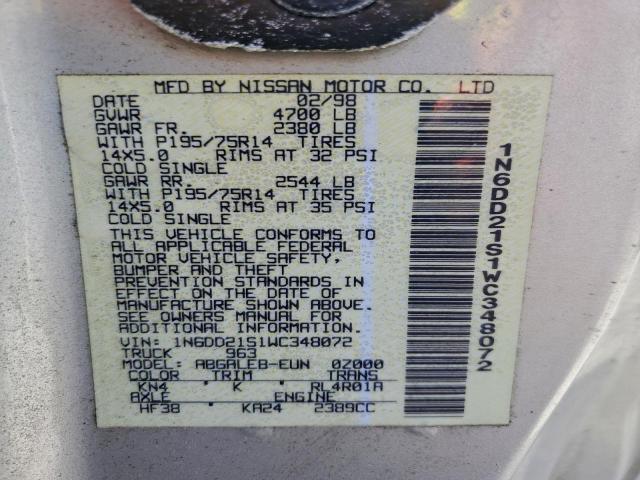 MFD BY NISSAN MOTOR CO. LTD
DATE 02/98
GVWR 4700 LB
GAWR FR. 2380 LB
WITH P195/75R14 TIRES
14X5.0 RIMS AT 32 PSI
COLD SINGLE
GAWR RR. 2544 LB
WITH P195/75R14 TIRES
14X5.0 RIMS AT 35 PSI
COLD SINGLE
THIS VEHICLE CONFORMS TO
ALL APPLICABLE FEDERAL
MOTOR VEHICLE SAFETY,
BUMPER AND THEFT
PREVENTION STANDARDS IN
EFFECT ON THE DATE OF
MANUFACTURE SHOWN ABOVE.
SEE OWNERS MANUAL FOR
ADDITIONAL INFORMATION
VIN: 1N6DD21S1WC348072
TRUCK 963
MODEL: ABGALEB-EUN 0Z000
COLOR TRIM TRANS
KN4 K RL4R01A
AXLE ENGINE
HF38 KA24 2389CC
1N6DD21S1WC348072